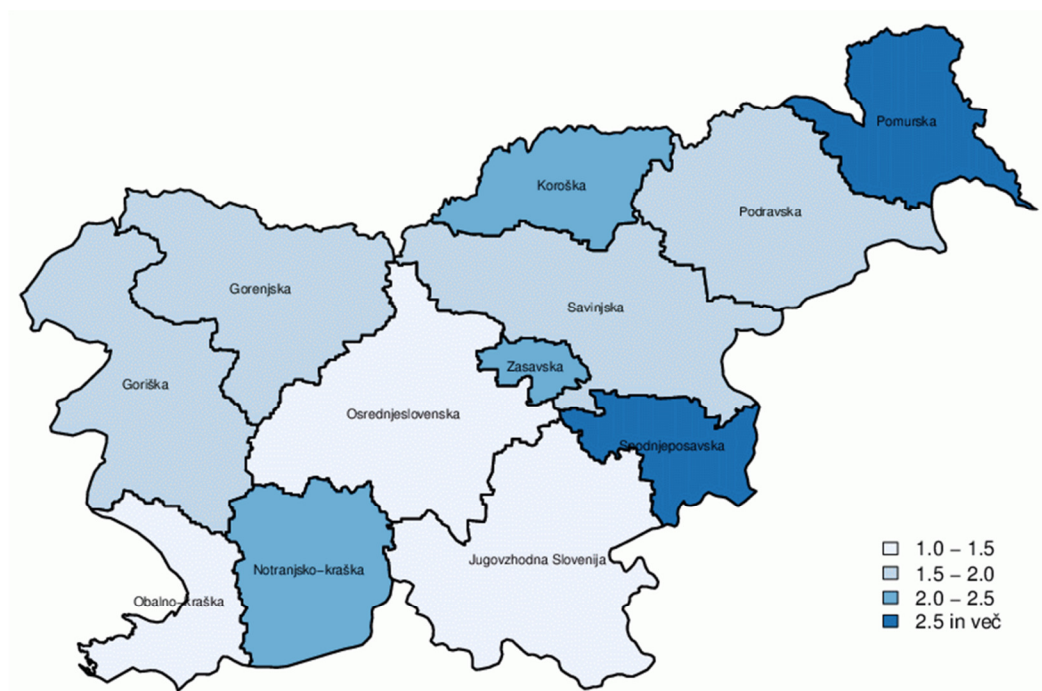 Pomurska
Koroška
Podravska
Gorenjska
Savinjska
Zasavska
Goriška
Osrednjeslovenska
Spodnjeposavska
Jugovzhodna Slovenija
Notranjsko–kraška
Obalno–kraška
1.0 – 1.5
1.5 – 2.0
2.0 – 2.5
2.5 in več